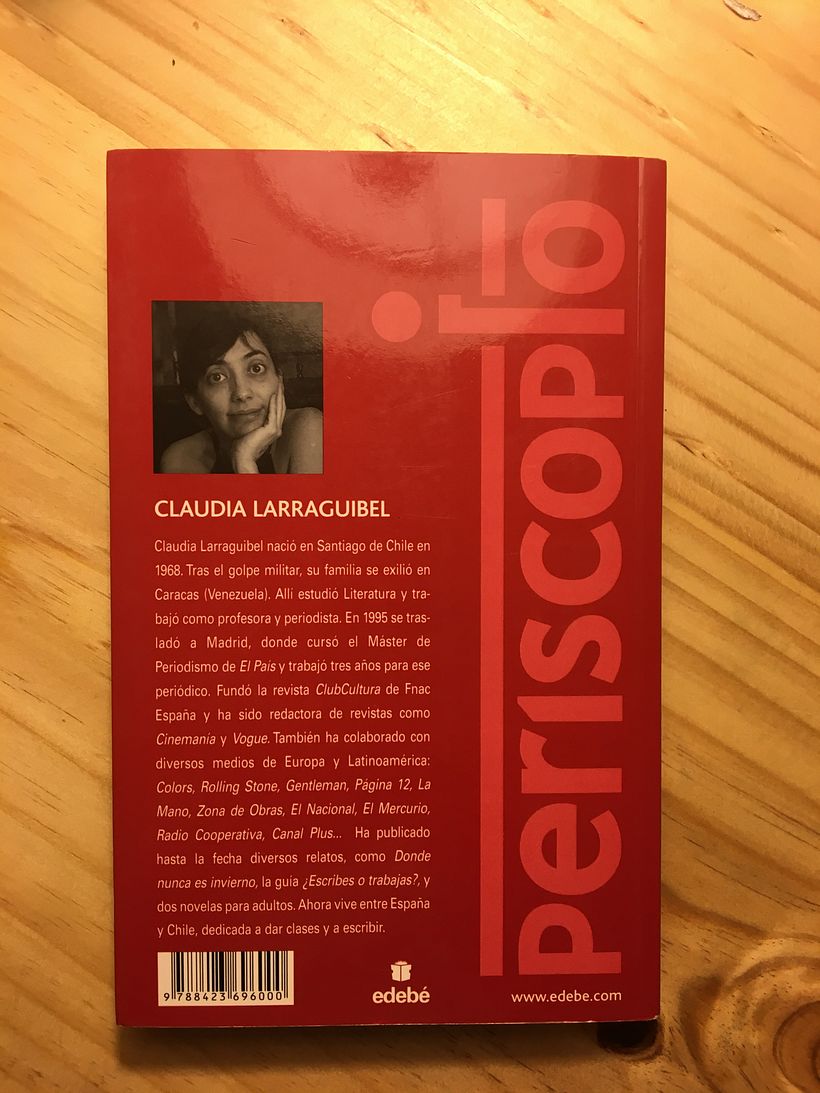 CLAUDIA LARRAGUIBEL
Claudia Larraguibel nació en Santiago de Chile en
1968. Tras el golpe militar, su familia se exilió en
Caracas (Venezuela). Allí estudió Literatura y tra-
bajó como profesora y periodista. En 1995 se tras-
ladó a Madrid, donde cursó el Máster de
Periodismo de El País y trabajó tres años para ese
periódico. Fundó la revista ClubCultura de Fnac
España y ha sido redactora de revistas como
Cinemanía y Vogue. También ha colaborado con
diversos medios de Europa y Latinoamérica:
Colors, Rolling Stone, Gentleman, Página 12, La
Mano, Zona de Obras, El Nacional, El Mercurio,
Radio Cooperativa, Canal Plus... Ha publicado
hasta la fecha diversos relatos, como Donde
nunca es invierno, la guía ¿Escribes o trabajas?, y
dos novelas para adultos. Ahora vive entre España
y Chile, dedicada a dar clases y a escribir.
9 788423 696000
edebé
www.edebe.com
periscopio